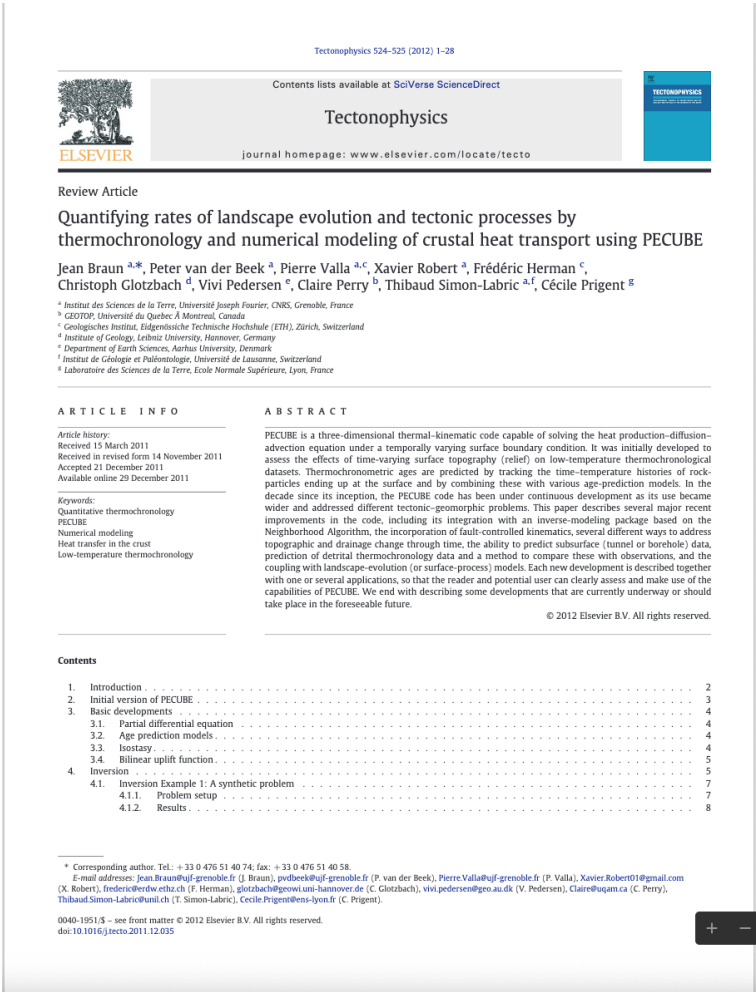 Tectonophysics 524–525 (2012) 1–28
Contents lists available at SciVerse ScienceDirect
Tectonophysics
journal homepage: www.elsevier.com/locate/tecto
ELSEVIER
TECTONOPHYSICS
Review Article
Quantifying rates of landscape evolution and tectonic processes by
thermochronology and numerical modeling of crustal heat transport using PECUBE
Jean Braun a,*, Peter van der Beek a, Pierre Valla a,c, Xavier Robert a, Frédéric Herman c,
Christoph Glotzbach d, Vivi Pedersen e, Claire Perry b, Thibaud Simon-Labric a,f, Cécile Prigent g
a Institut des Sciences de la Terre, Université Joseph Fourier, CNRS, Grenoble, France
b GEOTOP, Université du Quebec Â Montreal, Canada
c Geologisches Institut, Eidgenössische Technische Hochshule (ETH), Zürich, Switzerland
d Institute of Geology, Leibniz University, Hannover, Germany
e Department of Earth Sciences, Aarhus University, Denmark
f Institut de Géologie et Paléontologie, Université de Lausanne, Switzerland
g Laboratoire des Sciences de la Terre, Ecole Normale Supérieure, Lyon, France
ARTICLE INFO
Article history:
Received 15 March 2011
Received in revised form 14 November 2011
Accepted 21 December 2011
Available online 29 December 2011
Keywords:
Quantitative thermochronology
PECUBE
Numerical modeling
Heat transfer in the crust
Low-temperature thermochronology
ABSTRACT
PECUBE is a three-dimensional thermal–kinematic code capable of solving the heat production–diffusion–
advection equation under a temporally varying surface boundary condition. It was initially developed to
assess the effects of time-varying surface topography (relief) on low-temperature thermochronological
datasets. Thermochronometric ages are predicted by tracking the time–temperature histories of rock-
particles ending up at the surface and by combining these with various age-prediction models. In the
decade since its inception, the PECUBE code has been under continuous development as its use became
wider and addressed different tectonic–geomorphic problems. This paper describes several major recent
improvements in the code, including its integration with an inverse-modeling package based on the
Neighborhood Algorithm, the incorporation of fault-controlled kinematics, several different ways to address
topographic and drainage change through time, the ability to predict subsurface (tunnel or borehole) data,
prediction of detrital thermochronology data and a method to compare these with observations, and the
coupling with landscape-evolution (or surface-process) models. Each new development is described together
with one or several applications, so that the reader and potential user can clearly assess and make use of the
capabilities of PECUBE. We end with describing some developments that are currently underway or should
take place in the foreseeable future.
© 2012 Elsevier B.V. All rights reserved.
Contents
1. Introduction . . . . . . . . . . 2
2. Initial version of PECUBE . . . . . . . . . . 3
3. Basic developments . . . . . . . . . . 4
3.1. Partial differential equation . . . . . . . . . . 4
3.2. Age prediction models . . . . . . . . . . 4
3.3. Isostasy . . . . . . . . . . 4
3.4. Bilinear uplift function . . . . . . . . . . 5
4. Inversion . . . . . . . . . . 5
4.1. Inversion Example 1: A synthetic problem . . . . . . . . . . 7
4.1.1. Problem setup . . . . . . . . . . 7
4.1.2. Results . . . . . . . . . . 8
* Corresponding author. Tel.: +33 0 476 51 40 74; fax: +33 0 476 51 40 58.
E-mail addresses: Jean.Braun@ujf-grenoble.fr (J. Braun), pvdbeek@ujf-grenoble.fr (P. van der Beek), Pierre.Valla@ujf-grenoble.fr (P. Valla), Xavier.Robert01@gmail.com
(X. Robert), frederic@erdw.ethz.ch (F. Herman), glotzbach@geowi.uni-hannover.de (C. Glotzbach), vivi.pedersen@geo.au.dk (V. Pedersen), Claire@uqam.ca (C. Perry),
Thibaud.Simon-Labric@unil.ch (T. Simon-Labric), Cecile.Prigent@ens-lyon.fr (C. Prigent).
0040-1951/$ – see front matter © 2012 Elsevier B.V. All rights reserved.
doi:10.1016/j.tecto.2011.12.035